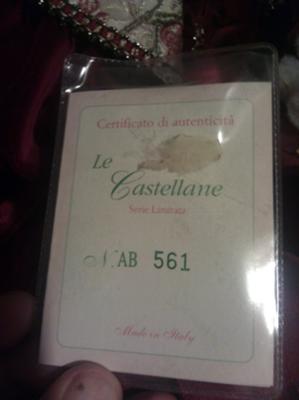 Certificato di autenticità
Le
Castellane
Serie Limitata
N. AB 561
Made in Italy